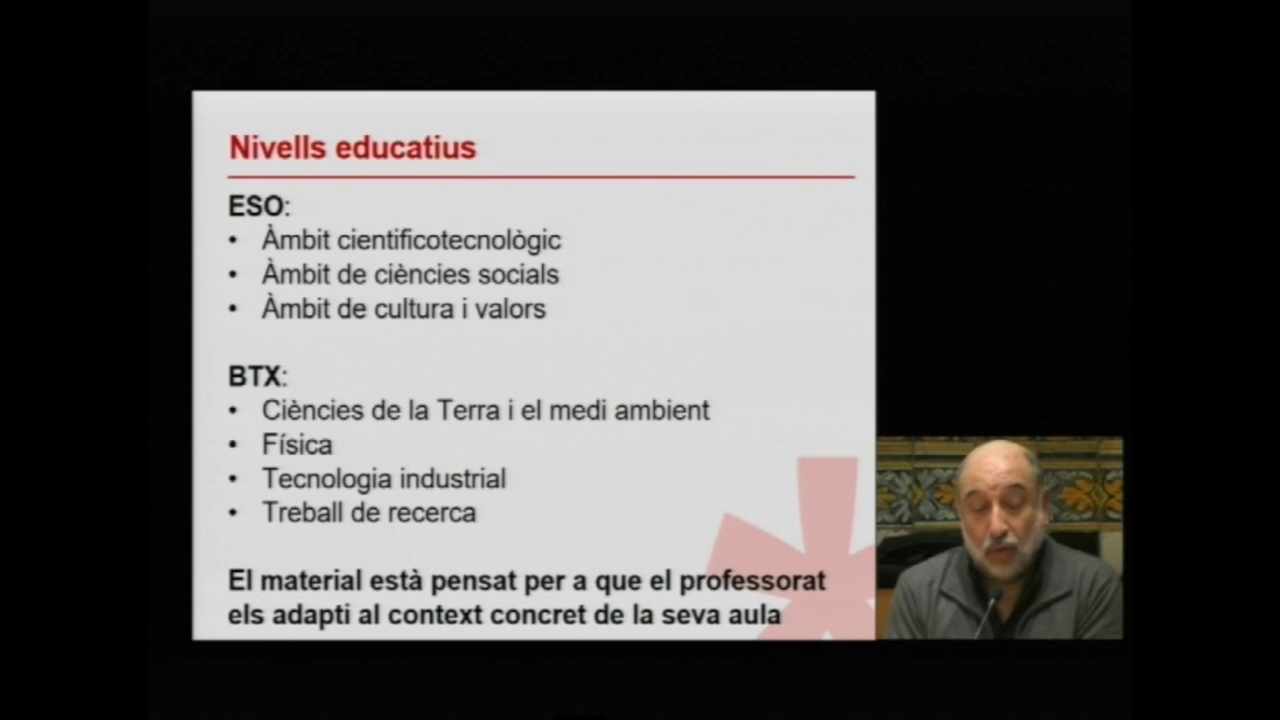 Nivells educatius
ESO:
• Àmbit cientificotecnològic
• Àmbit de ciències socials
• Àmbit de cultura i valors
BTX:
• Ciències de la Terra i el medi ambient
• Física
• Tecnologia industrial
• Treball de recerca
El material està pensat per a que el professorat
els adapti al context concret de la seva aula